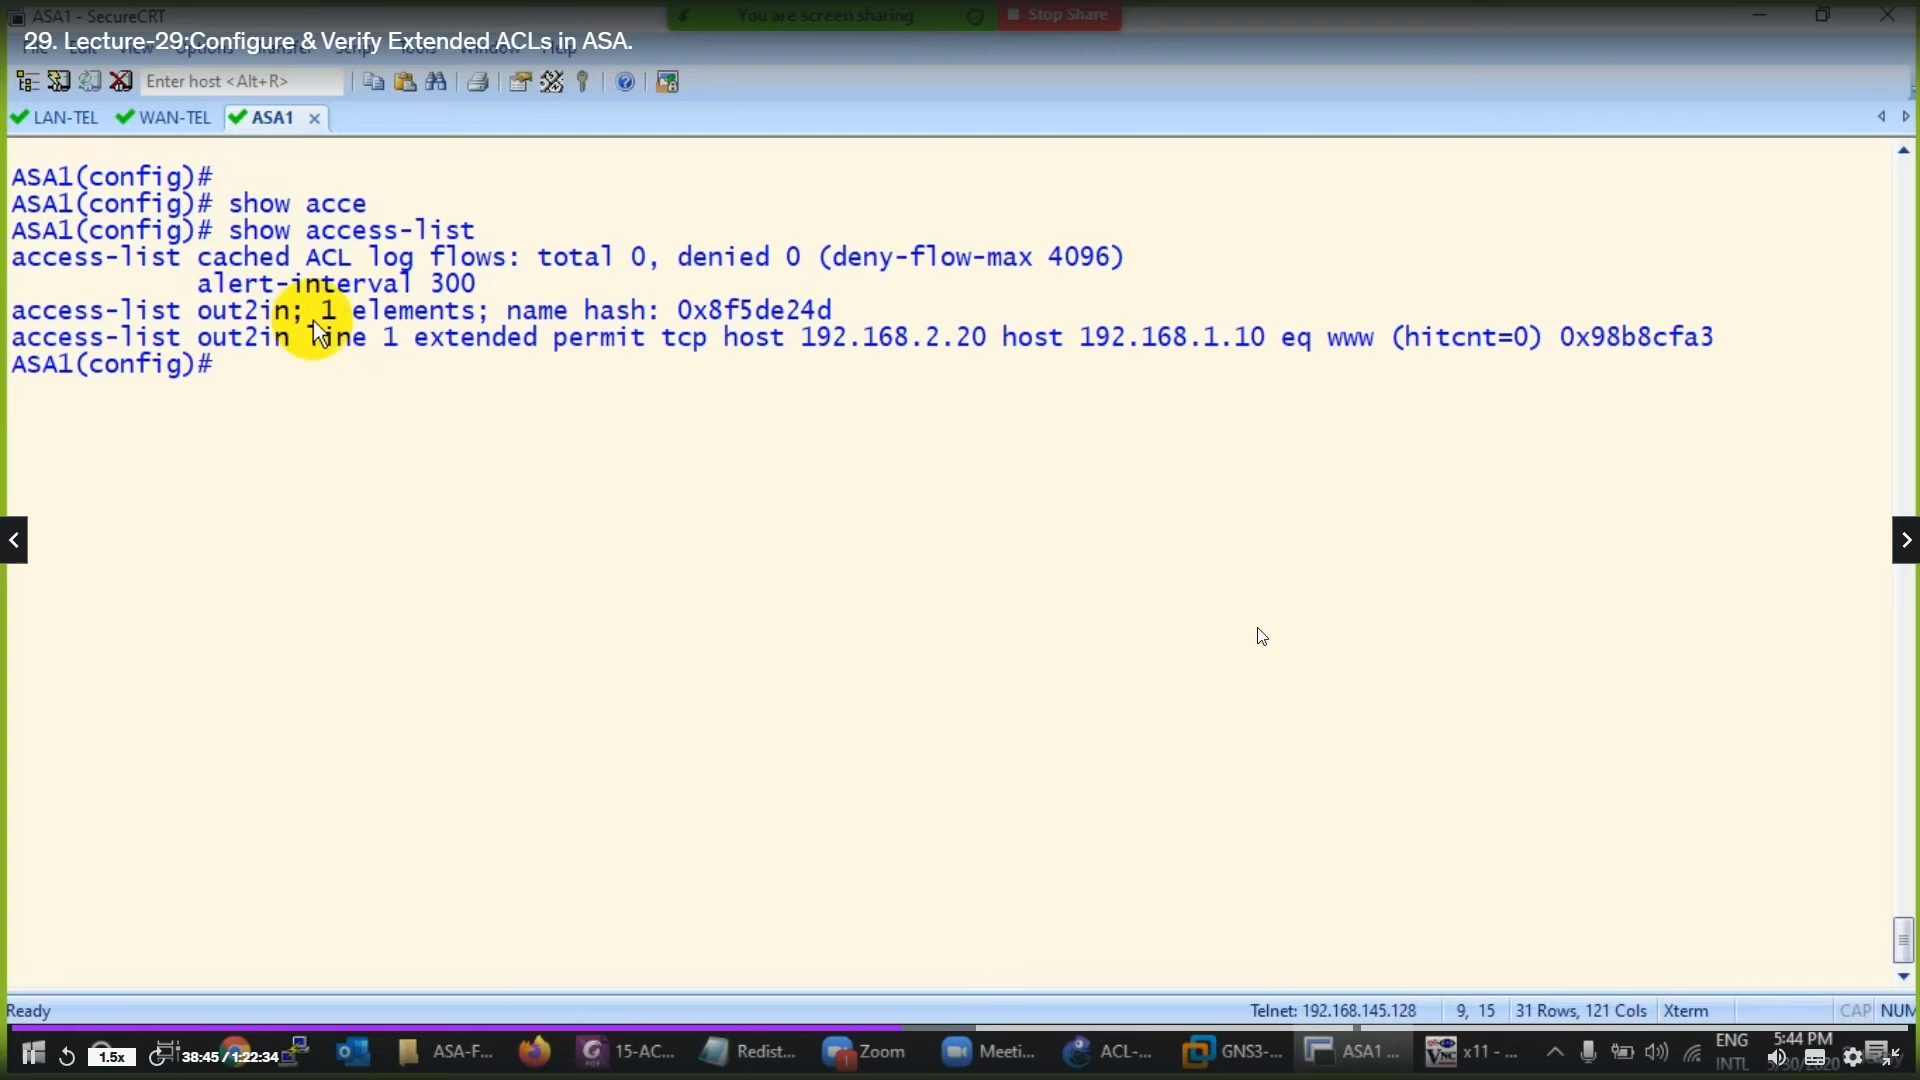 ASA1 - SecureCRT
You are screen sharing
Stop Share
29. Lecture-29:Configure & Verify Extended ACLs in ASA.
Enter host <Alt+R>
LAN-TEL
WAN-TEL
ASA1
ASA1(config)#
ASA1(config)# show acce
ASA1(config)# show access-list
access-list cached ACL log flows: total 0, denied 0 (deny-flow-max 4096)
alert-interval 300
access-list out2in; 1 elements; name hash: 0x8f5de24d
access-list out2in line 1 extended permit tcp host 192.168.2.20 host 192.168.1.10 eq www (hitcnt=0) 0x98b8cfa3
ASA1(config)#
Ready
Telnet: 192.168.145.128
9, 15
31 Rows, 121 Cols
Xterm
CAP
NUM
1.5x
38:45 / 1:22:34
ASA-F...
15-AC...
Redist...
Zoom
Meeti...
ACL-...
GNS3-...
ASA1 ...
x11 - ...
ENG
INTL
5:44 PM
5/30/2020